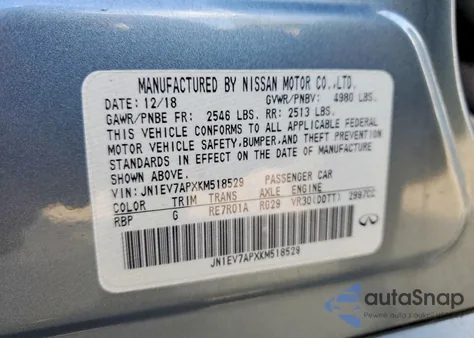 MANUFACTURED BY NISSAN MOTOR CO.,LTD.
DATE: 12/18 GVWR/PNBV: 4980 LBS.
GAWR/PNBE FR: 2546 LBS. RR: 2513 LBS.
THIS VEHICLE CONFORMS TO ALL APPLICABLE FEDERAL
MOTOR VEHICLE SAFETY,BUMPER,AND THEFT PREVENTION
STANDARDS IN EFFECT ON THE DATE OF MANUFACTURE
SHOWN ABOVE.
VIN: JN1EV7APXKM518529 PASSENGER CAR
COLOR TRIM TRANS AXLE ENGINE
RBP G RE7R01A RG29 VR30(DDTT) 2997CC
JN1EV7APXKM518529
autoSnap
Pewne auto z aukcji